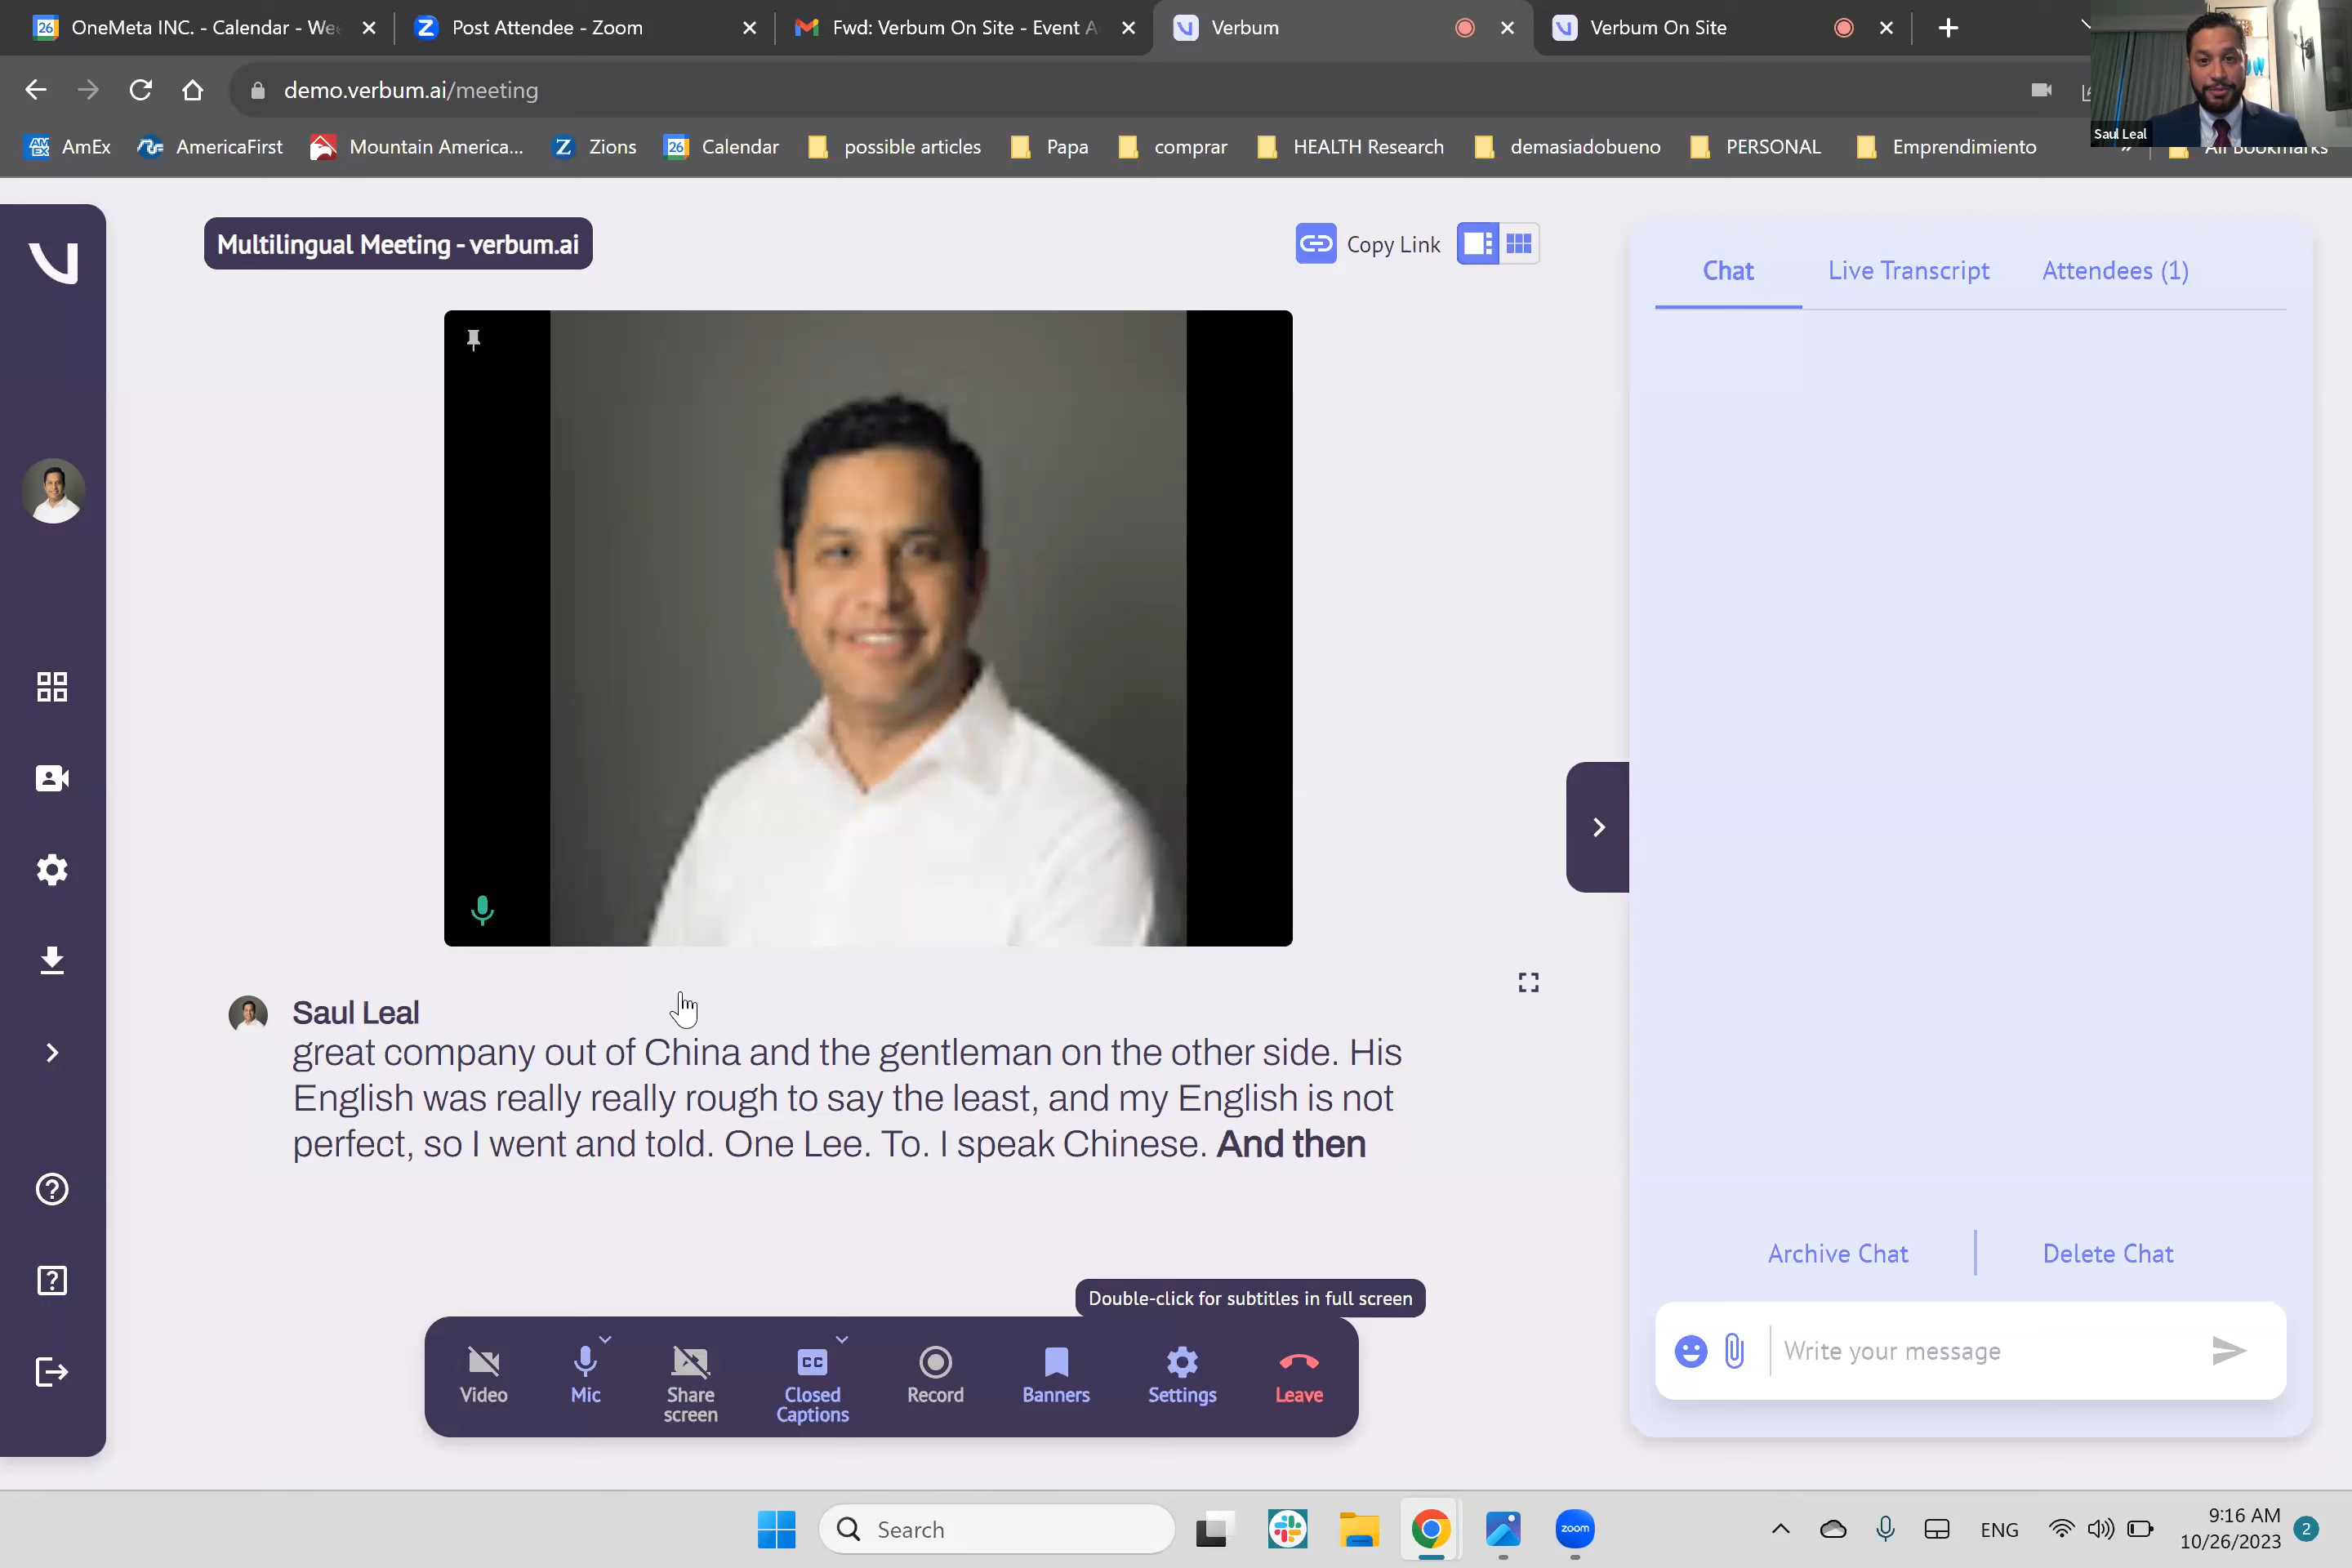 OneMeta INC. - Calendar - We
Post Attendee - Zoom
Fwd: Verbum On Site - Event A
Verbum
Verbum On Site
demo.verbum.ai/meeting
Saul Leal
AmEx
AmericaFirst
Mountain America...
Zions
Calendar
possible articles
Papa
comprar
HEALTH Research
demasiadobueno
PERSONAL
Emprendimiento
All Bookmarks
Multilingual Meeting - verbum.ai
Copy Link
Chat
Live Transcript
Attendees (1)
Saul Leal
great company out of China and the gentleman on the other side. His
English was really really rough to say the least, and my English is not
perfect, so I went and told. One Lee. To. I speak Chinese. And then
Archive Chat
Delete Chat
Double-click for subtitles in full screen
Write your message
Video
Mic
Share
screen
CC
Closed
Captions
Record
Banners
Settings
Leave
Search
zoom
ENG
9:16 AM
10/26/2023
2